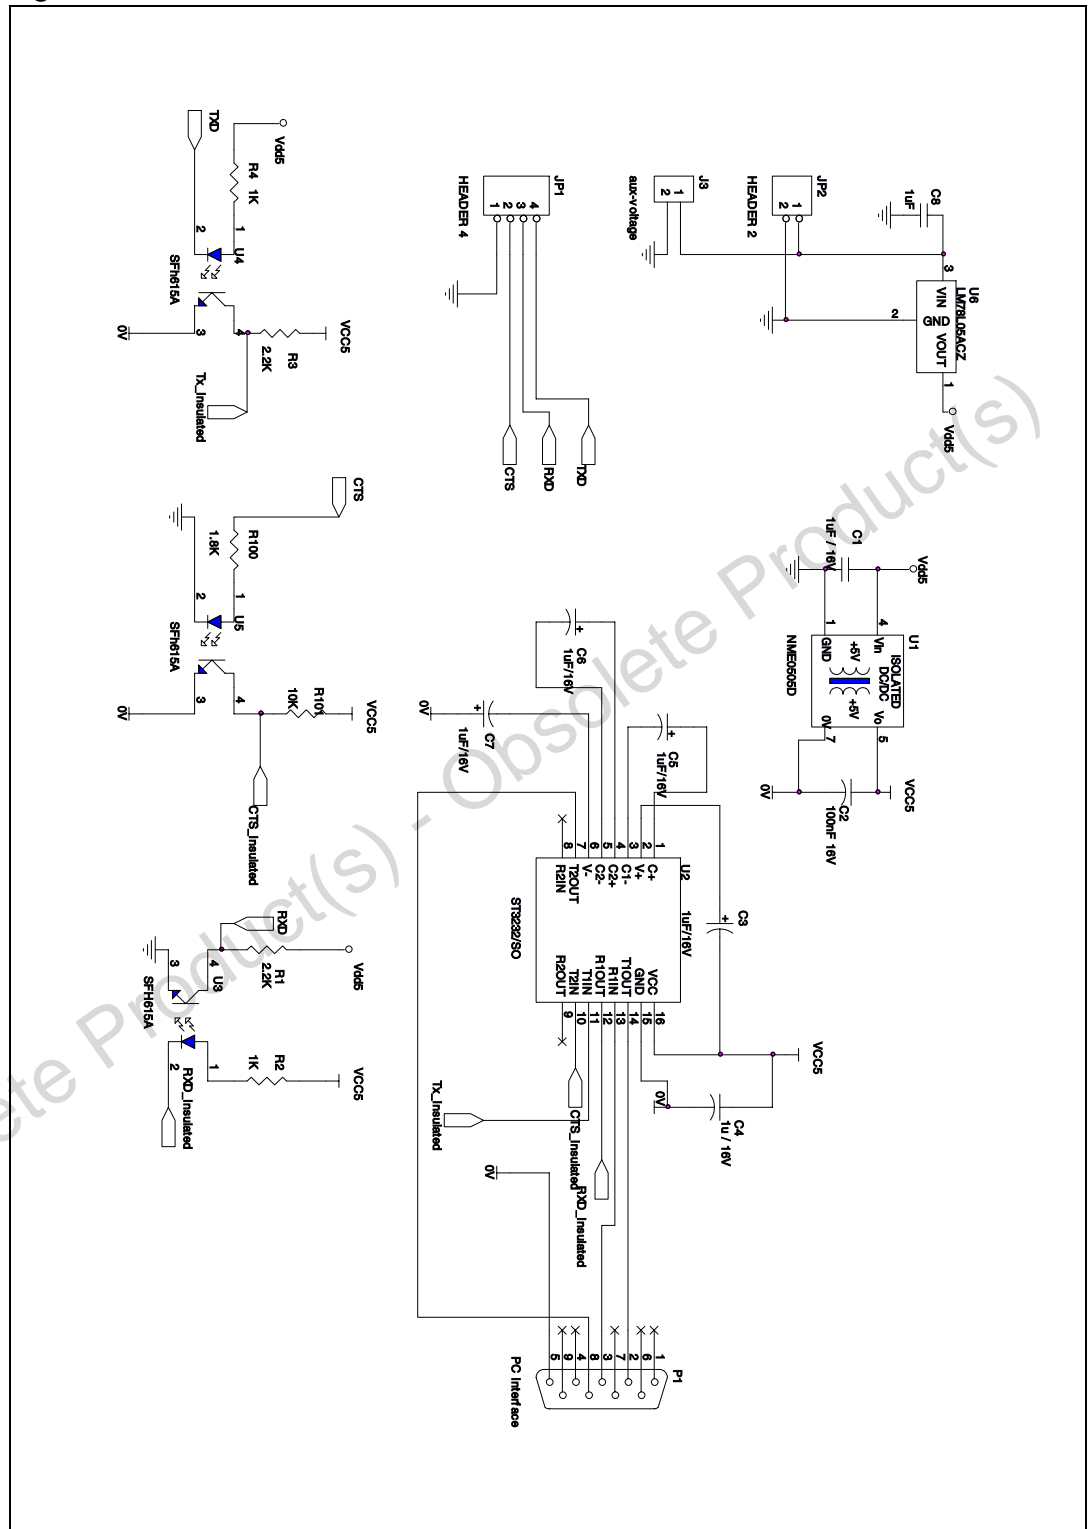 C8
1uF
3
U6
LM78L05ACZ
VIN
GND
VOUT
2
1
Vdd5
JP2
1
2
HEADER 2
J3
1
2
aux-voltage
JP1
4
3
2
1
HEADER 4
TXD
RXD
CTS
Vdd5
R4
1K
TXD
1
2
U4
SFh615A
4
3
0V
R3
2.2K
VCC5
Tx_Insulated
CTS
R100
1.8K
1
2
U5
SFh615A
4
3
0V
R101
10K
VCC5
CTS_Insulated
Vdd5
C1
1uF / 16V
U1
4
1
Vin
GND
+5V
ISOLATED
DC/DC
+5V
Vo
0V
5
7
NME0505D
VCC5
C2
100nF 16V
0V
C6
1uF/16V
C5
1uF/16V
C7
1uF/16V
0V
C3
1uF/16V
U2
1
2
3
4
5
6
7
8
C+
V+
C1-
C2+
C2-
V-
T2OUT
R2IN
ST3232/SO
VCC
GND
T1OUT
R1IN
R1OUT
T1IN
T2IN
R2OUT
16
15
14
13
12
11
10
9
VCC5
0V
C4
1u / 16V
Tx_Insulated
CTS_Insulated
RXD_Insulated
0V
P1
1
6
2
7
3
8
4
9
5
PC Interface
RXD
Vdd5
R1
2.2K
4
3
U3
SFH615A
1
2
R2
1K
VCC5
RXD_Insulated
ete Product(s) - Obsolete Product(s)